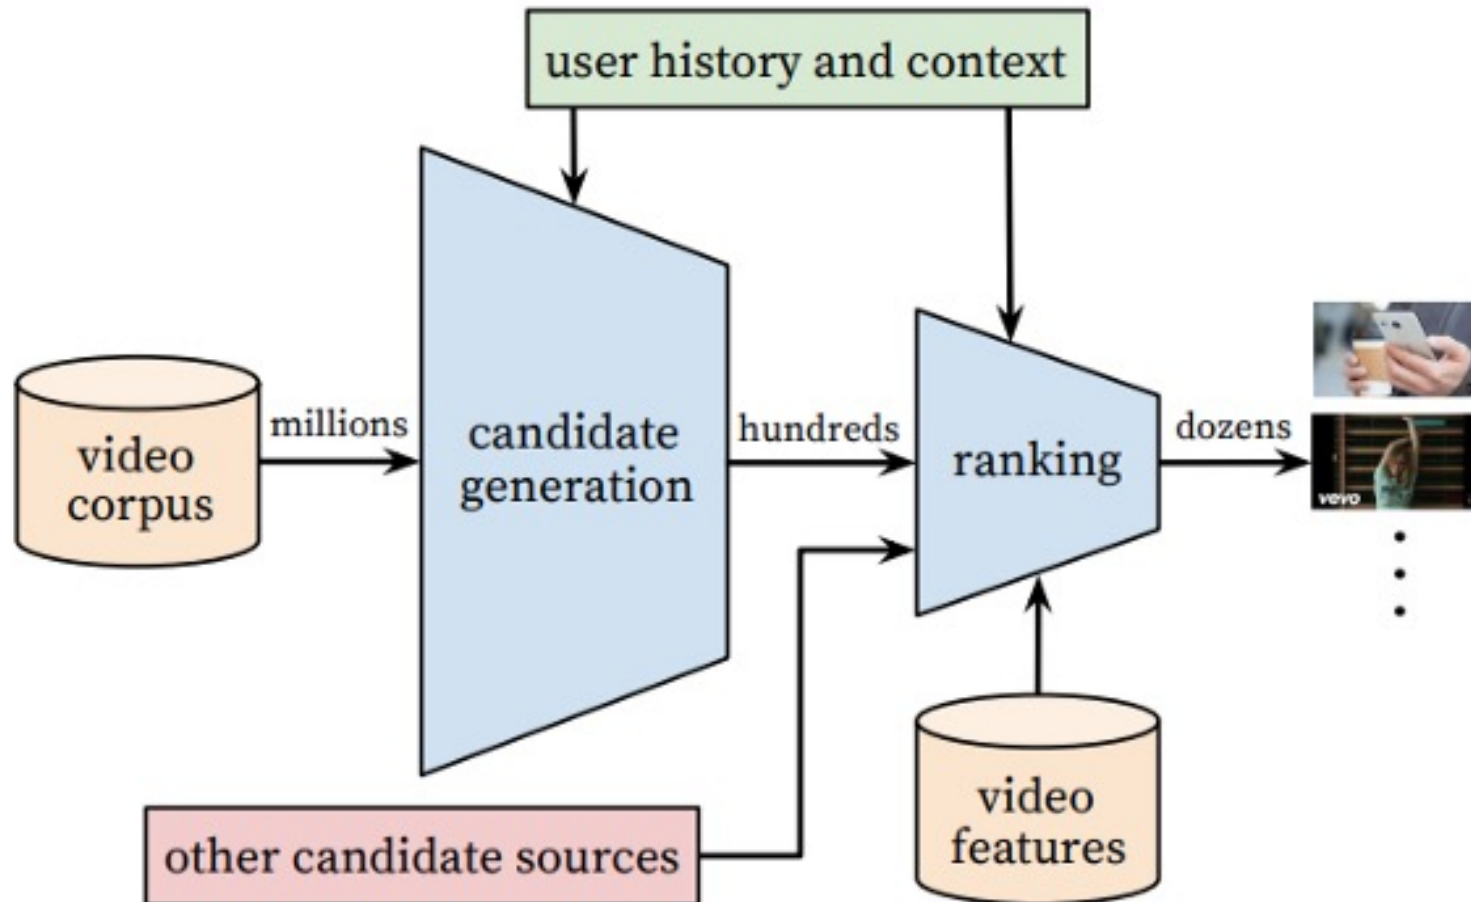 user history and context
millions
video
corpus
candidate
generation
hundreds
ranking
dozens
vevo
other candidate sources
video
features